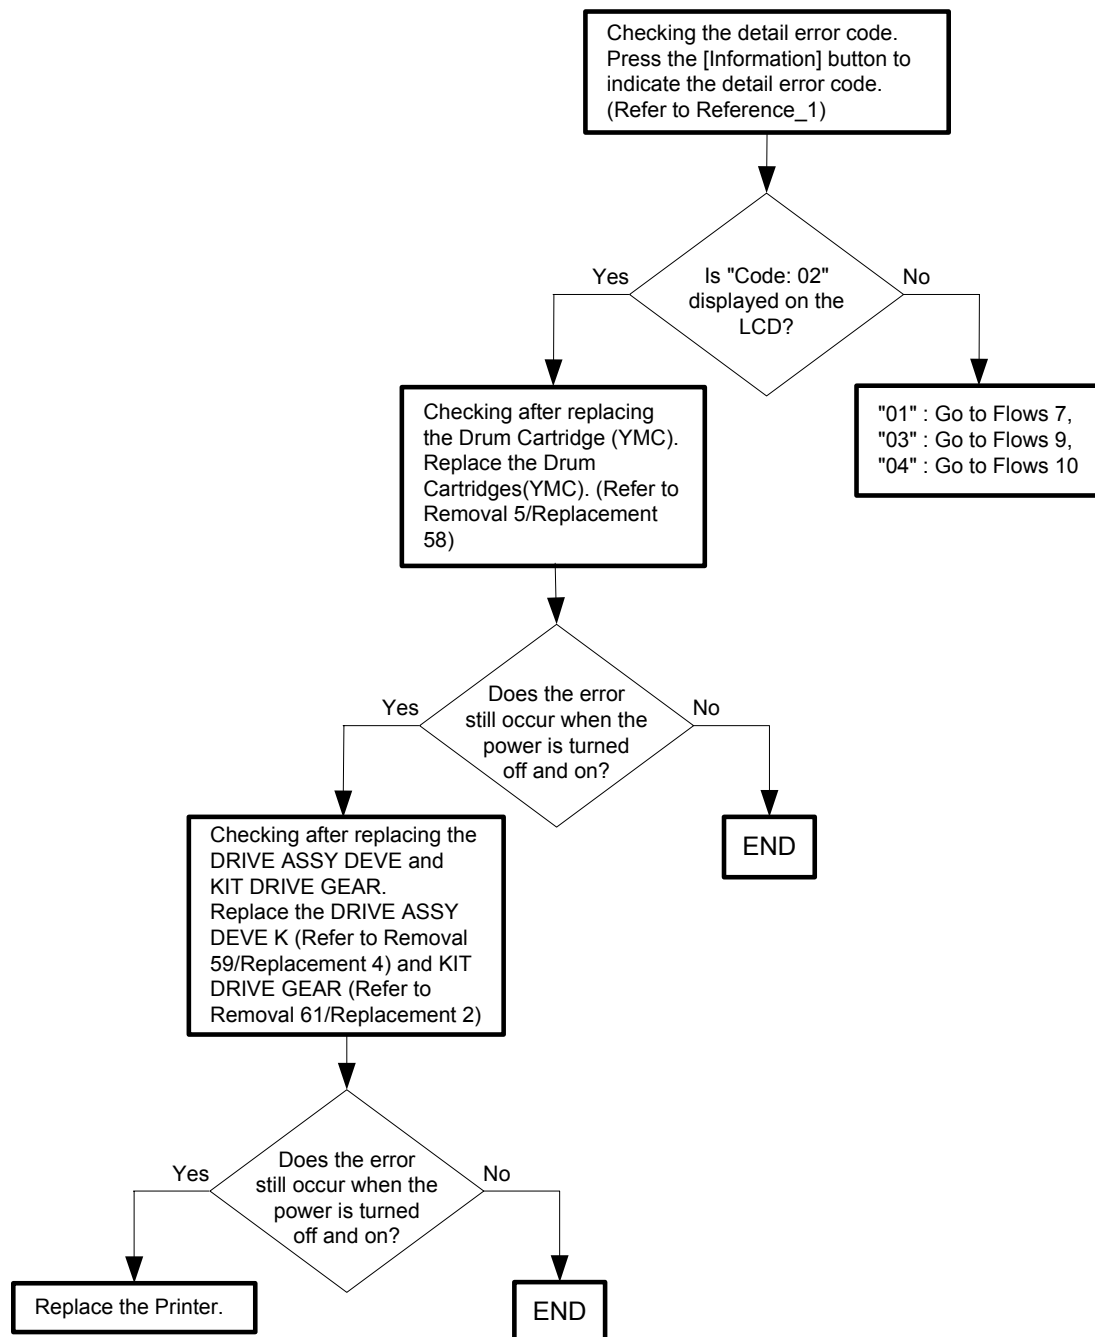 Checking the detail error code.
Press the [Information] button to
indicate the detail error code.
(Refer to Reference_1)
Yes
Is "Code: 02"
displayed on the
LCD?
No
Checking after replacing
the Drum Cartridge (YMC).
Replace the Drum
Cartridges(YMC). (Refer to
Removal 5/Replacement
58)
"01" : Go to Flows 7,
"03" : Go to Flows 9,
"04" : Go to Flows 10
Yes
Does the error
still occur when the
power is turned
off and on?
No
Checking after replacing the
DRIVE ASSY DEVE and
KIT DRIVE GEAR.
Replace the DRIVE ASSY
DEVE K (Refer to Removal
59/Replacement 4) and KIT
DRIVE GEAR (Refer to
Removal 61/Replacement 2)
END
Yes
Does the error
still occur when the
power is turned
off and on?
No
Replace the Printer.
END